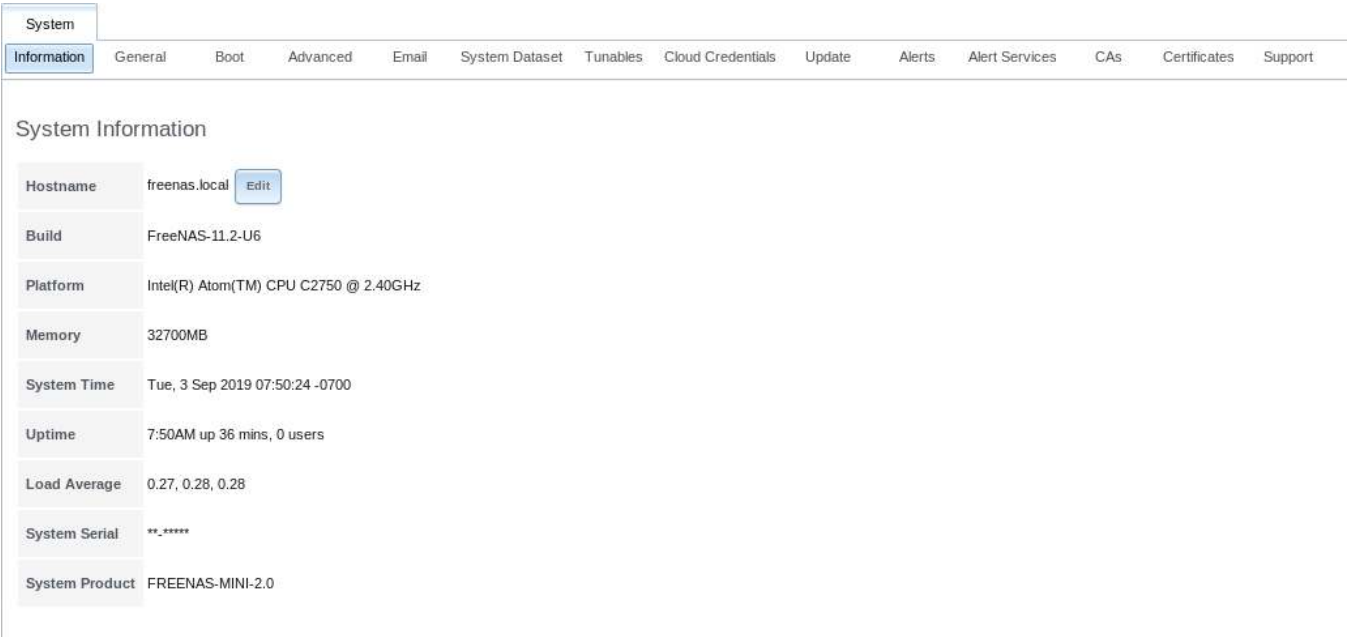 System
Information General Boot Advanced Email System Dataset Tunables Cloud Credentials Update Alerts Alert Services CAs Certificates Support
System Information
Hostname freenas.local Edit
Build FreeNAS-11.2-U6
Platform Intel(R) Atom(TM) CPU C2750 @ 2.40GHz
Memory 32700MB
System Time Tue, 3 Sep 2019 07:50:24 -0700
Uptime 7:50AM up 36 mins, 0 users
Load Average 0.27, 0.28, 0.28
System Serial **-*****
System Product FREENAS-MINI-2.0